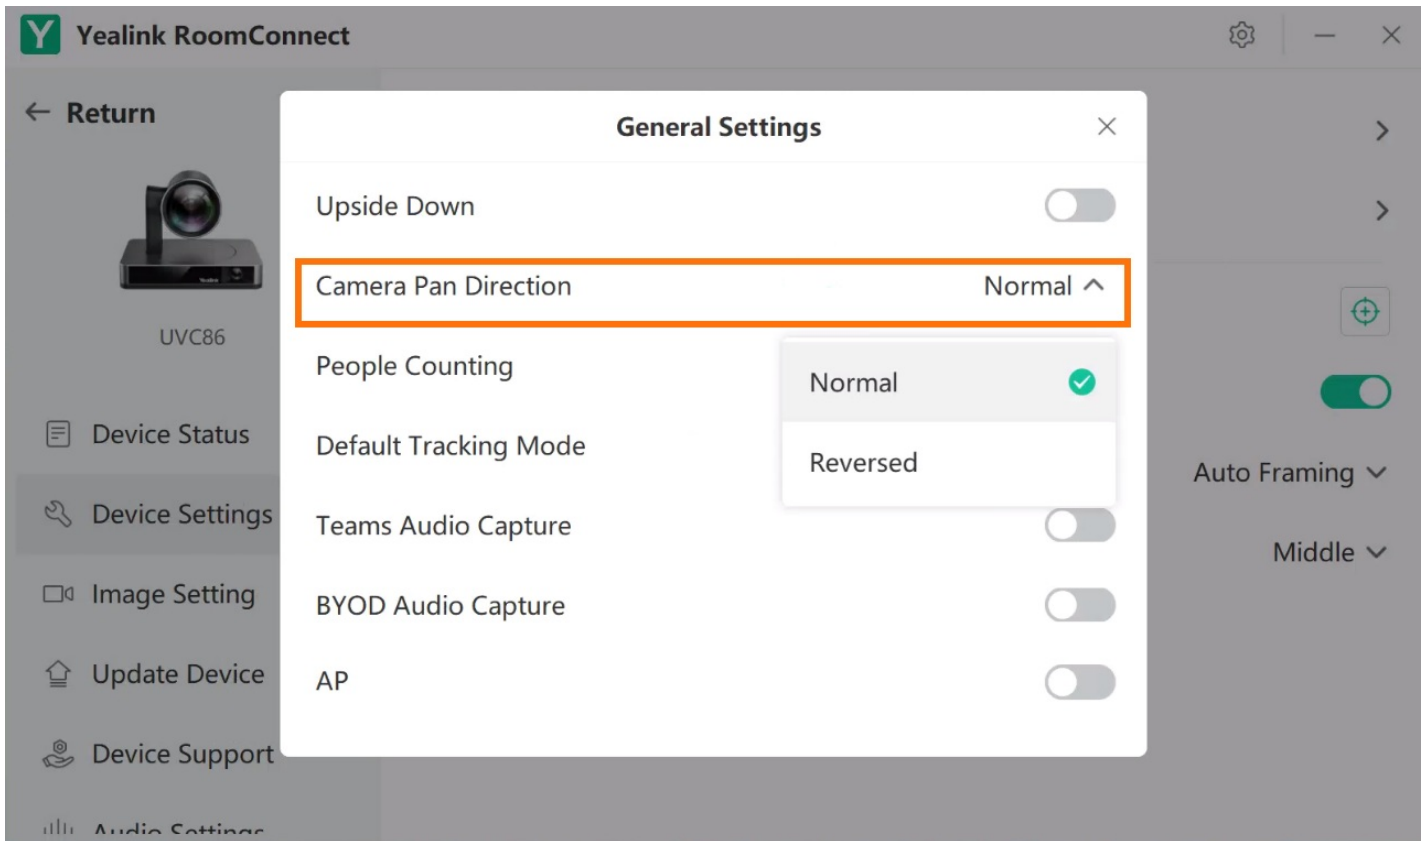 Yealink RoomConnect
Return
UVC86
Device Status
Device Settings
Image Setting
Update Device
Device Support
Audio Settings
General Settings
Upside Down
Camera Pan Direction Normal
People Counting
Normal
Default Tracking Mode
Reversed
Teams Audio Capture
BYOD Audio Capture
AP
Auto Framing
Middle